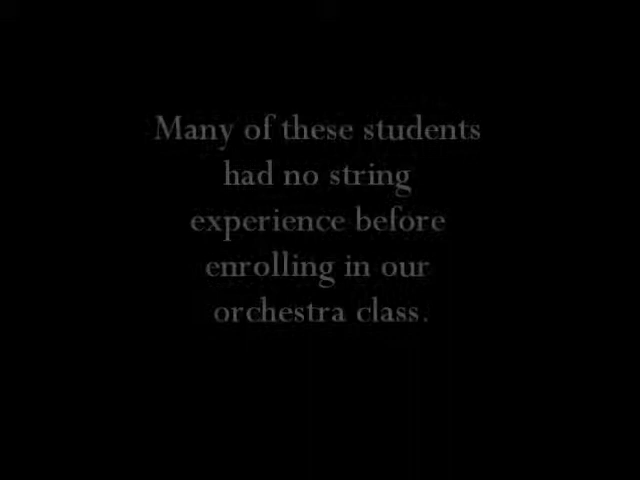 Many of these students
had no string
experience before
enrolling in our
orchestra class.